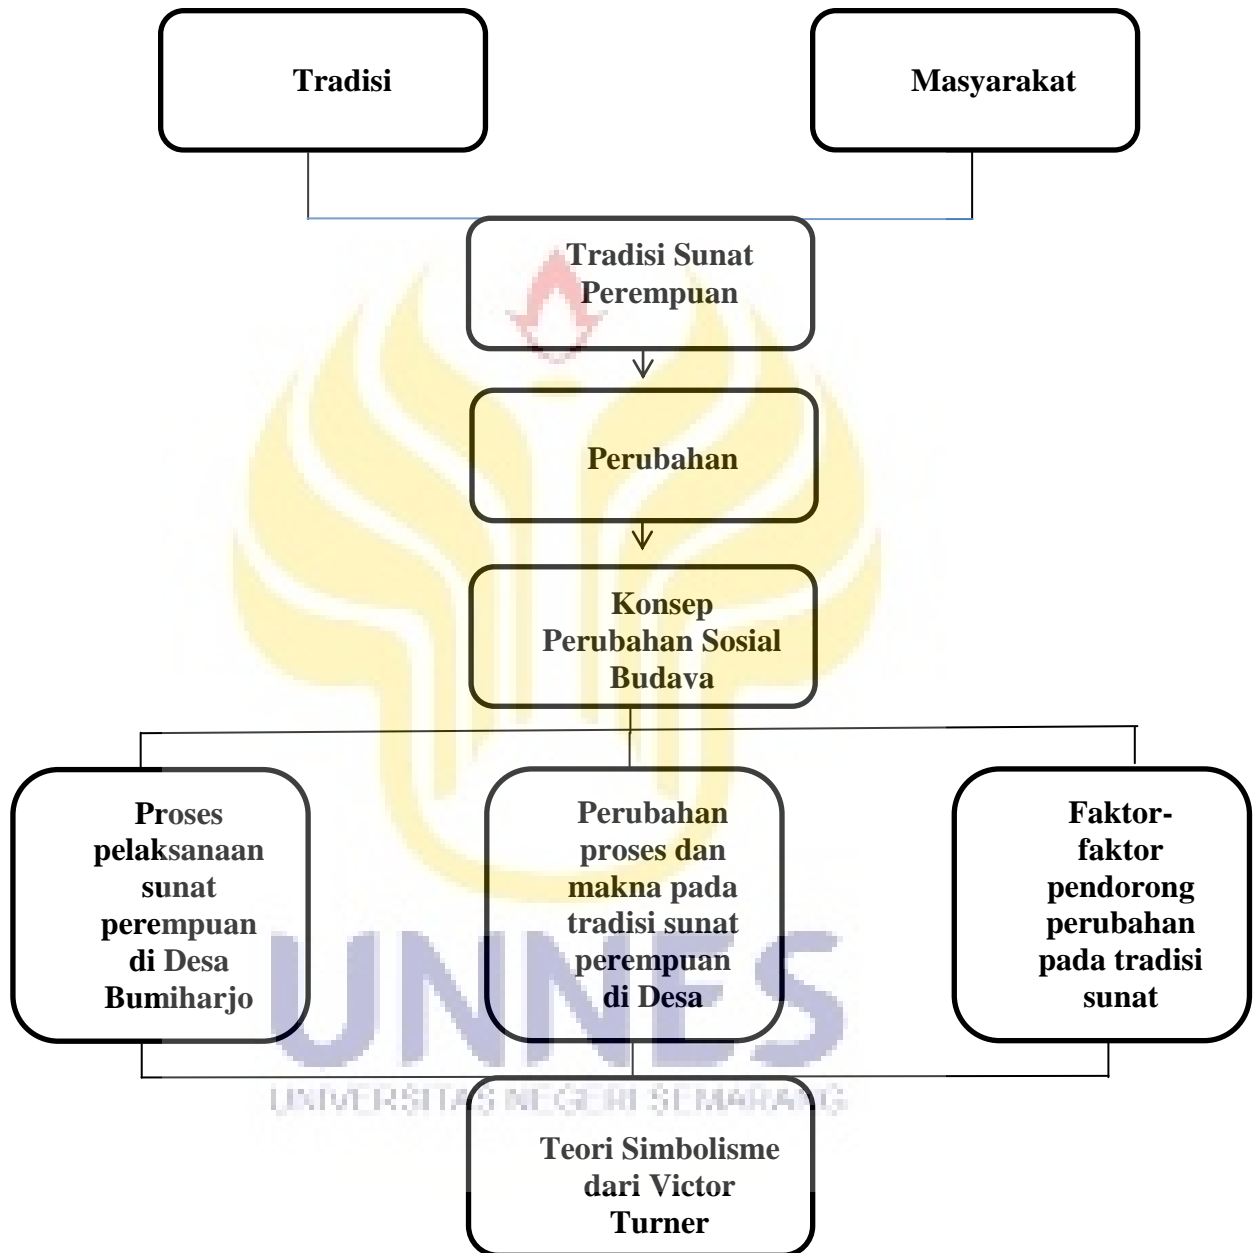 Tradisi
Masyarakat
Tradisi Sunat
Perempuan
Perubahan
Konsep
Perubahan Sosial
Budava
Proses
pelaksanaan
sunat
perempuan
di Desa
Bumiharjo
Perubahan
proses dan
makna pada
tradisi sunat
perempuan
di Desa
Faktor-
faktor
pendorong
perubahan
pada tradisi
sunat
UNNES
UNIVERSITAS NEGERI SEMARANG
Teori Simbolisme
dari Victor
Turner